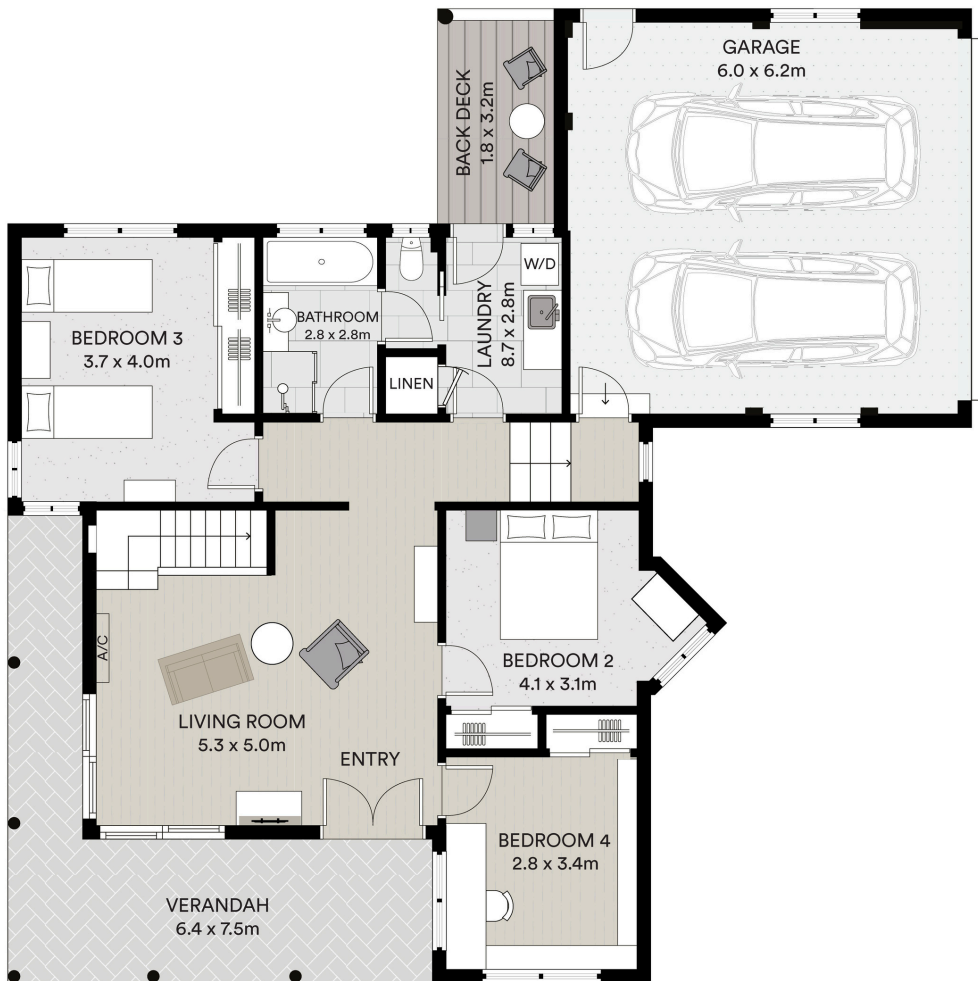 GARAGE
6.0 x 6.2m
BACK DECK
1.8 x 3.2m
W/D
BEDROOM 3
3.7 x 4.0m
BATHROOM
2.8 x 2.8m
LAUNDRY
8.7 x 2.8m
LINEN
A/C
BEDROOM 2
4.1 x 3.1m
LIVING ROOM
5.3 x 5.0m
ENTRY
BEDROOM 4
2.8 x 3.4m
VERANDAH
6.4 x 7.5m